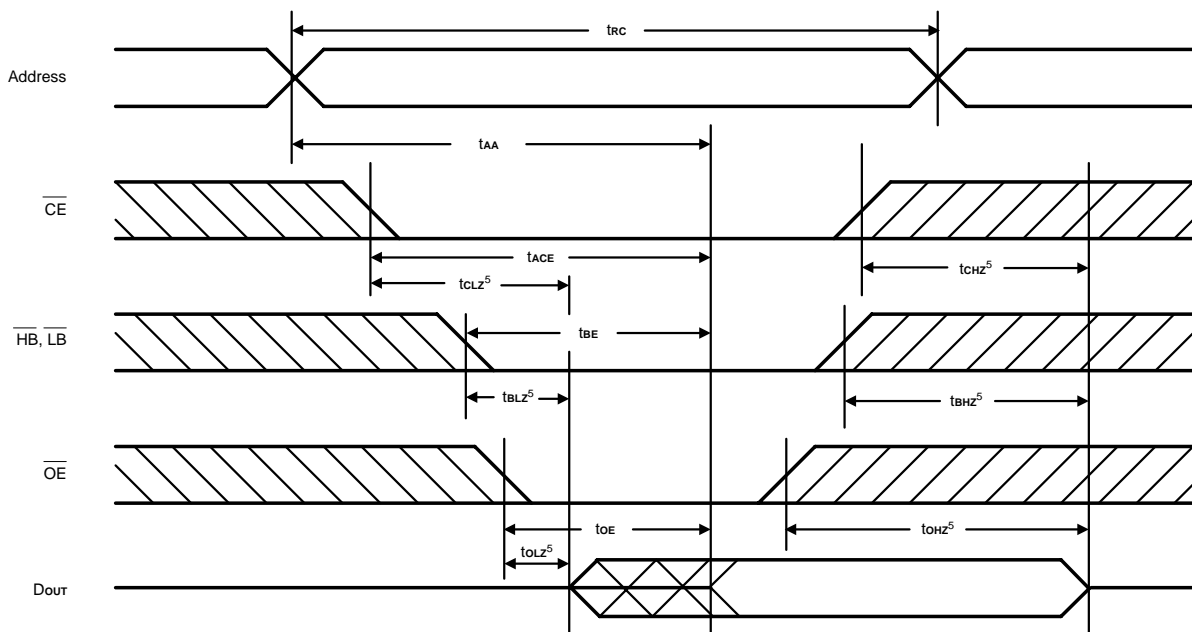 tRC
Address
tAA
CE
tACE
tCHZ5
tCLZ5
HB, LB
tBE
tBLZ5
tBHZ5
OE
tOE
tOHZ5
tOLZ5
DOUT